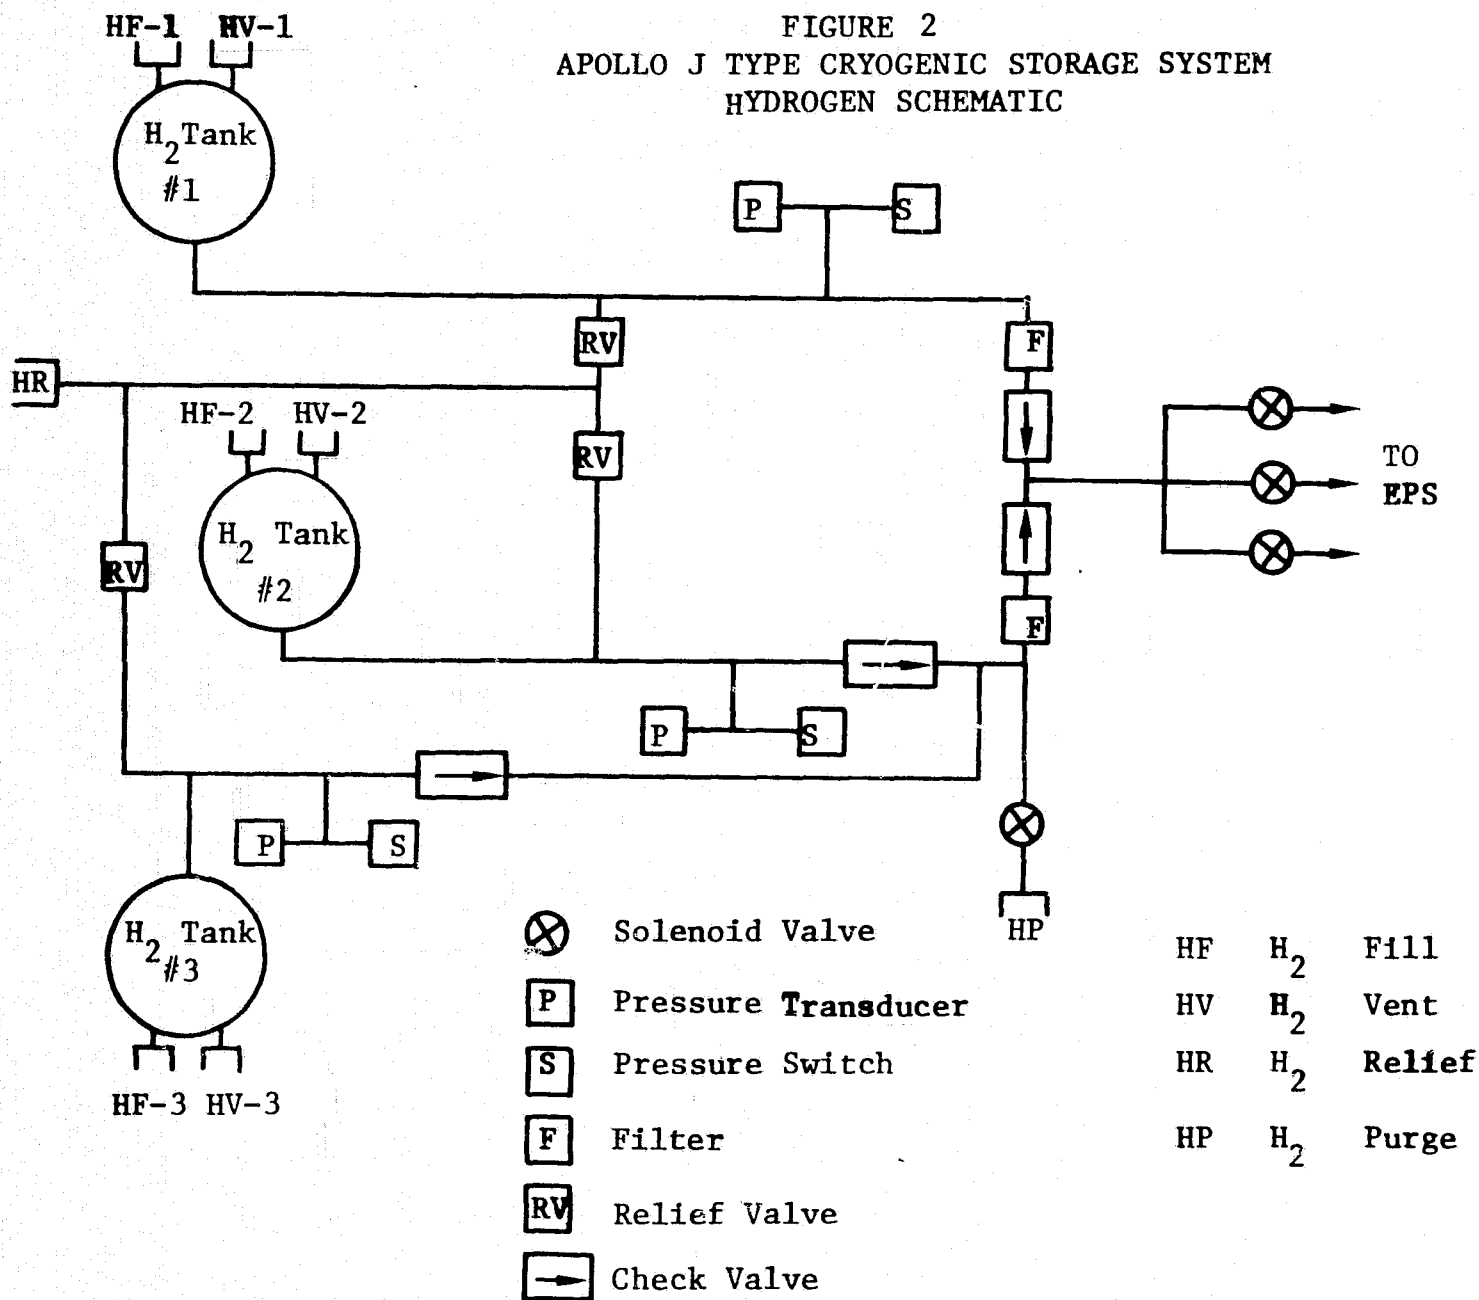 FIGURE 2
APOLLO J TYPE CRYOGENIC STORAGE SYSTEM
HYDROGEN SCHEMATIC
HF-1 HV-1
H2 Tank
#1
P S
RV
F
HR
HF-2 HV-2
RV
TO
EPS
H2 Tank
#2
RV
F
P S
P S
H2 Tank
#3
HF-3 HV-3
HP
Solenoid Valve
P Pressure Transducer
S Pressure Switch
F Filter
RV Relief Valve
Check Valve
HF H2 Fill
HV H2 Vent
HR H2 Relief
HP H2 Purge